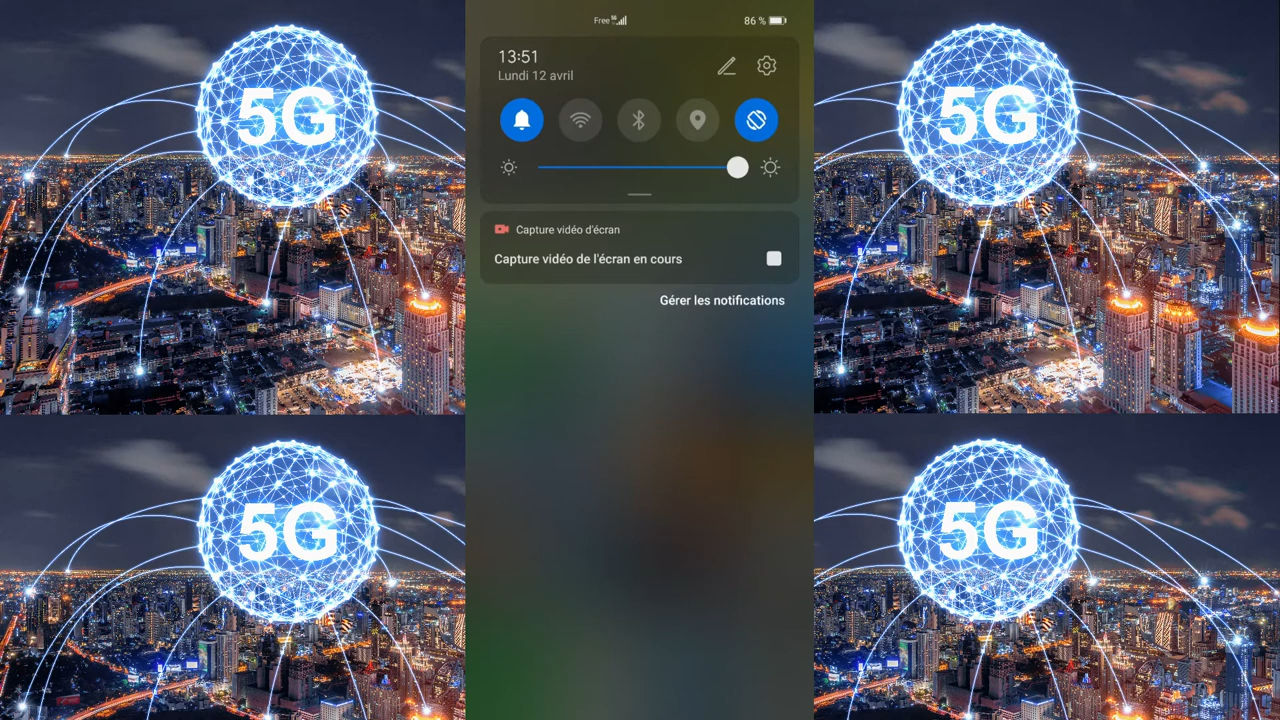 5G
5G
Free 5G
86 %
13:51
Lundi 12 avril
Capture vidéo d'écran
Capture vidéo de l'écran en cours
Gérer les notifications
5G
5G